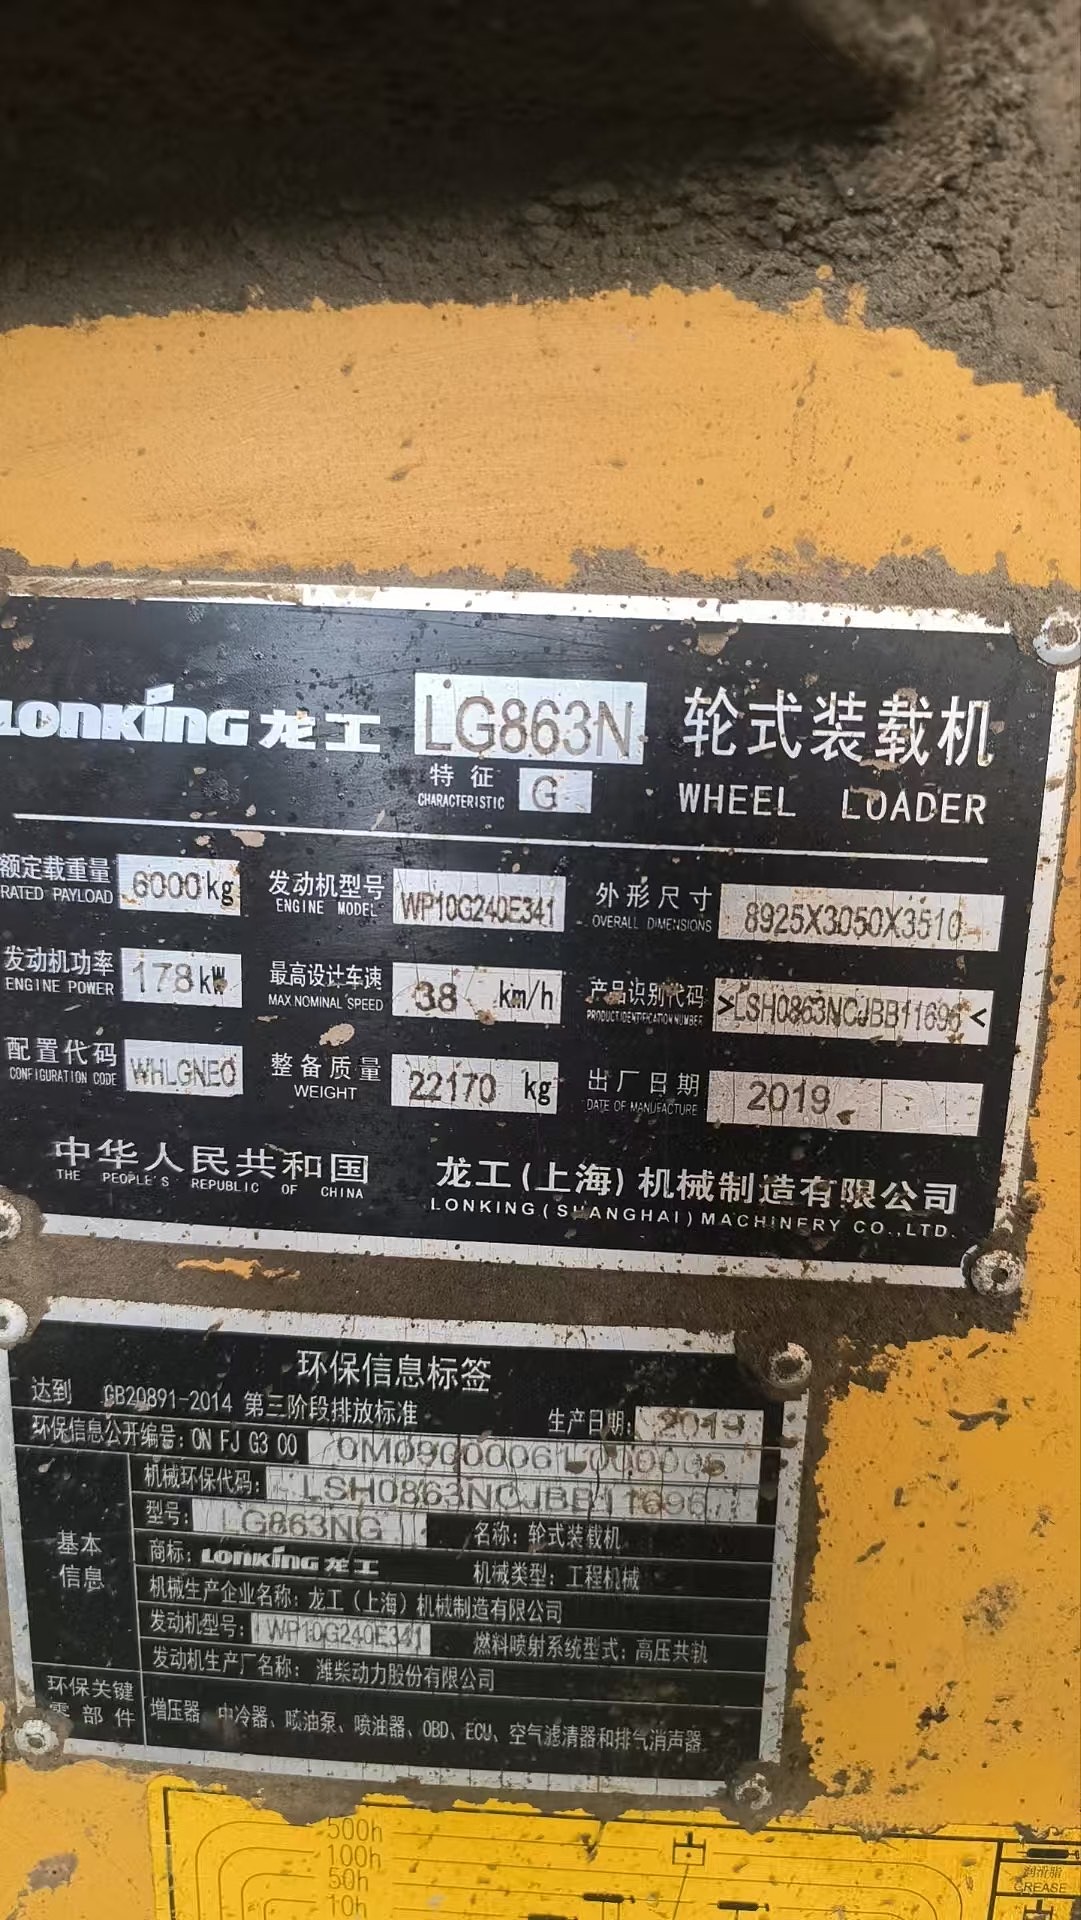 LONKING 龙工 LG863N 轮式装载机
特征 G
CHARACTERISTIC WHEEL LOADER
额定载重量 6000kg 发动机型号 WP10G240E341 外形尺寸 8925X3050X3510
RATED PAYLOAD ENGINE MODEL OVERALL DIMENSIONS
发动机功率 178kW 最高设计车速 38 km/h 产品识别代码 >LSH0863NCJBB11696<
ENGINE POWER MAX NOMINAL SPEED PRODUCT IDENTIFICATION NUMBER
配置代码 WHLGNEO 整备质量 22170 kg 出厂日期 2019
CONFIGURATION CODE WEIGHT DATE OF MANUFACTURE
中华人民共和国 龙工(上海)机械制造有限公司
THE PEOPLE'S REPUBLIC OF CHINA LONKING(SHANGHAI)MACHINERY CO.,LTD.
环保信息标签
达到 GB20891-2014 第三阶段排放标准 生产日期: 2019
环保信息公开编号: ON FJ G3 00
机械环保代码: LSH0863NCJBB11696
型号: LG863NG 名称: 轮式装载机
基本信息
商标: LONKING 龙工 机械类型: 工程机械
机械生产企业名称: 龙工(上海)机械制造有限公司
发动机型号: WP10G240E341 燃料喷射系统型式: 高压共轨
发动机生产厂名称: 潍柴动力股份有限公司
环保关键零部件 增压器、中冷器、喷油泵、喷油器、OBD、ECU、空气滤清器和排气消声器
500h
100h
50h
10h
润滑脂
GREASE